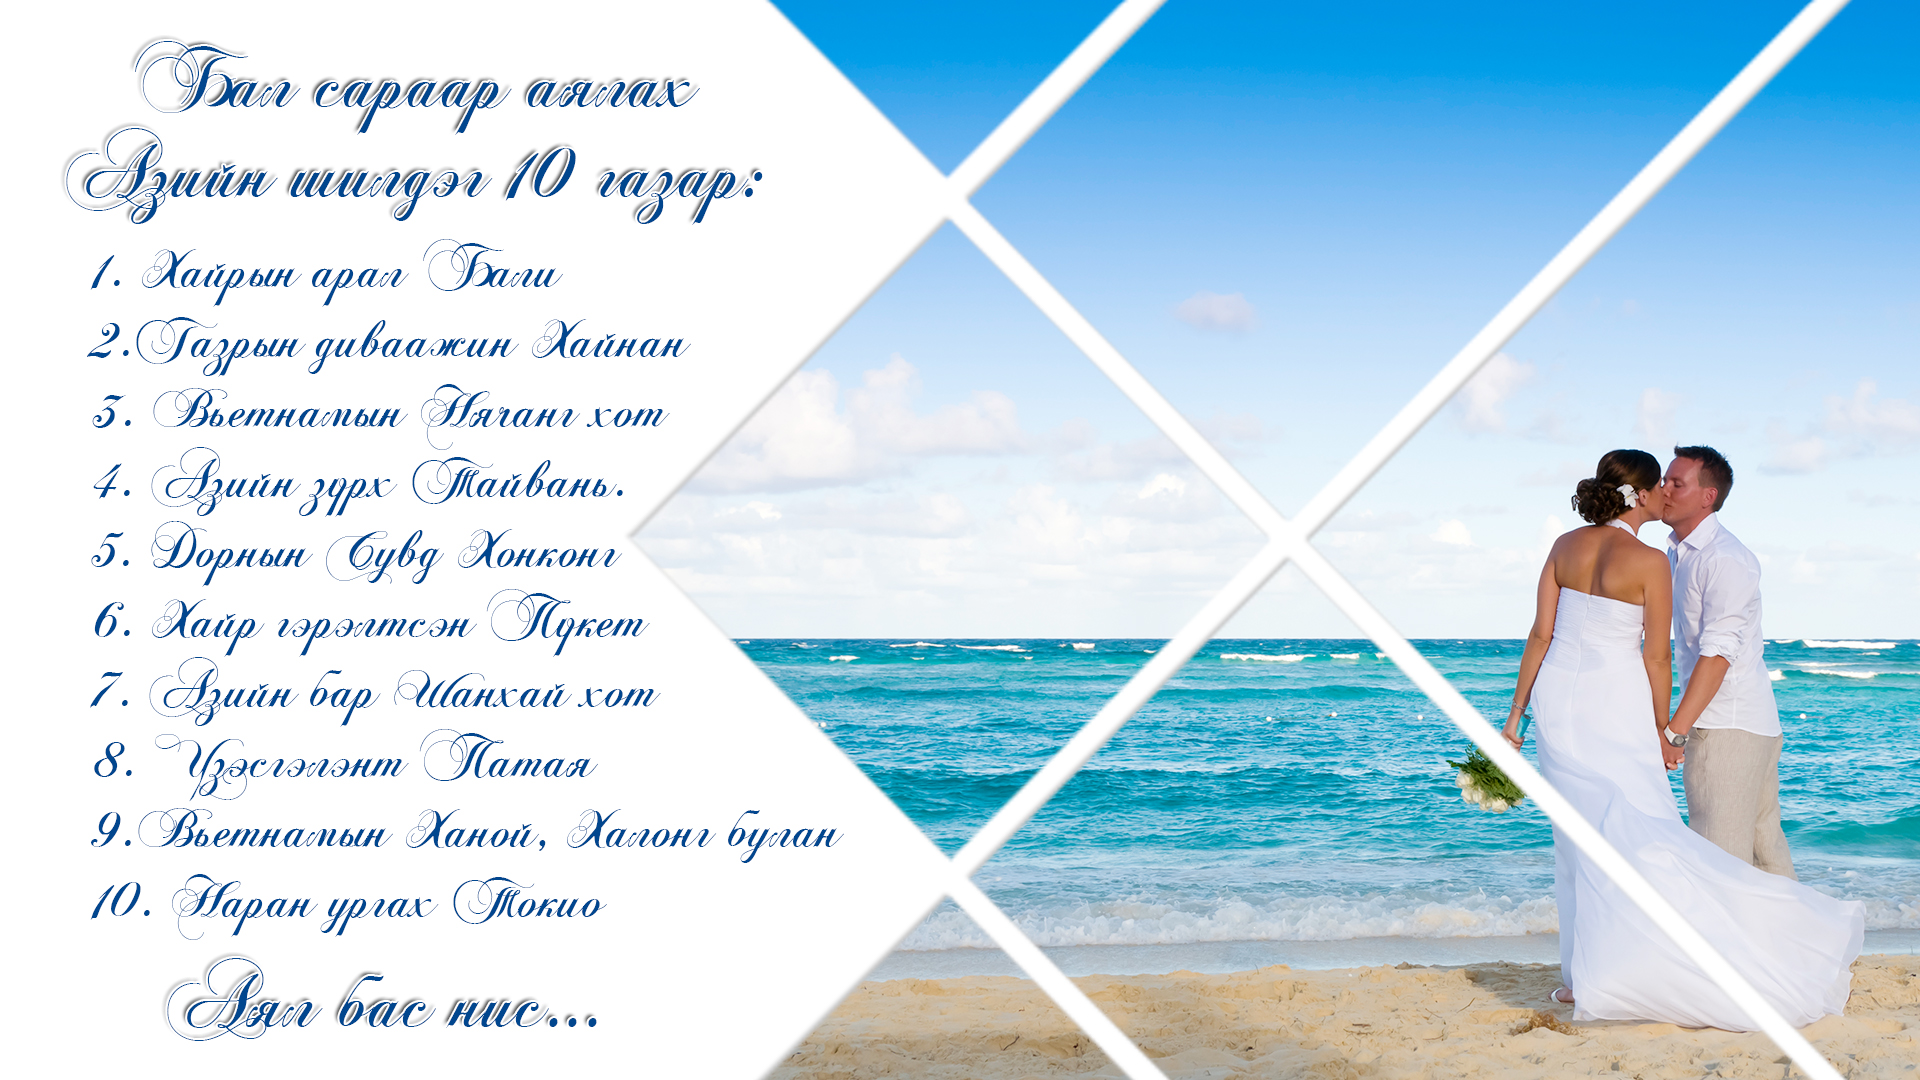 Бал сараар аялах
Азийн шилдэг 10 газар:
1. Хайрын арал Бали
2.Газрын диваажин Хайнан
3. Вьетнамын Нячанг хот
4. Азийн зүрх Тайвань.
5. Дорнын Сувд Хонконг
6. Хайр гэрэлтсэн Пүкет
7. Азийн бар Шанхай хот
8. Үзэсгэлэнт Патая
9.Вьетнамын Ханой, Халонг булан
10. Наран ургах Токио
Аял бас нис...